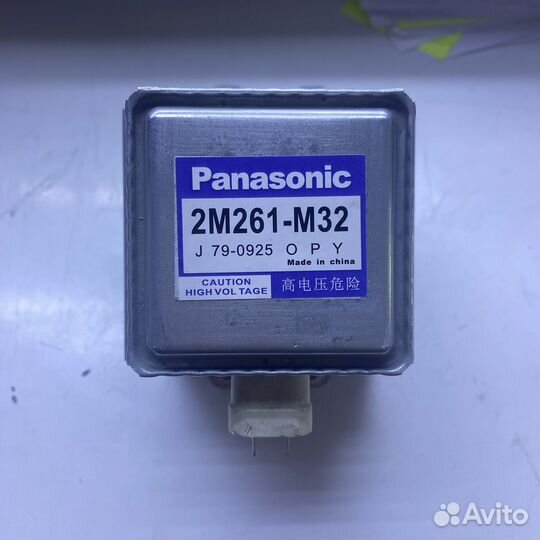 Panasonic
2M261-M32
J 79-0925 O P Y
Made in china
CAUTION
HIGH VOLTAGE
高电压危险
Avito